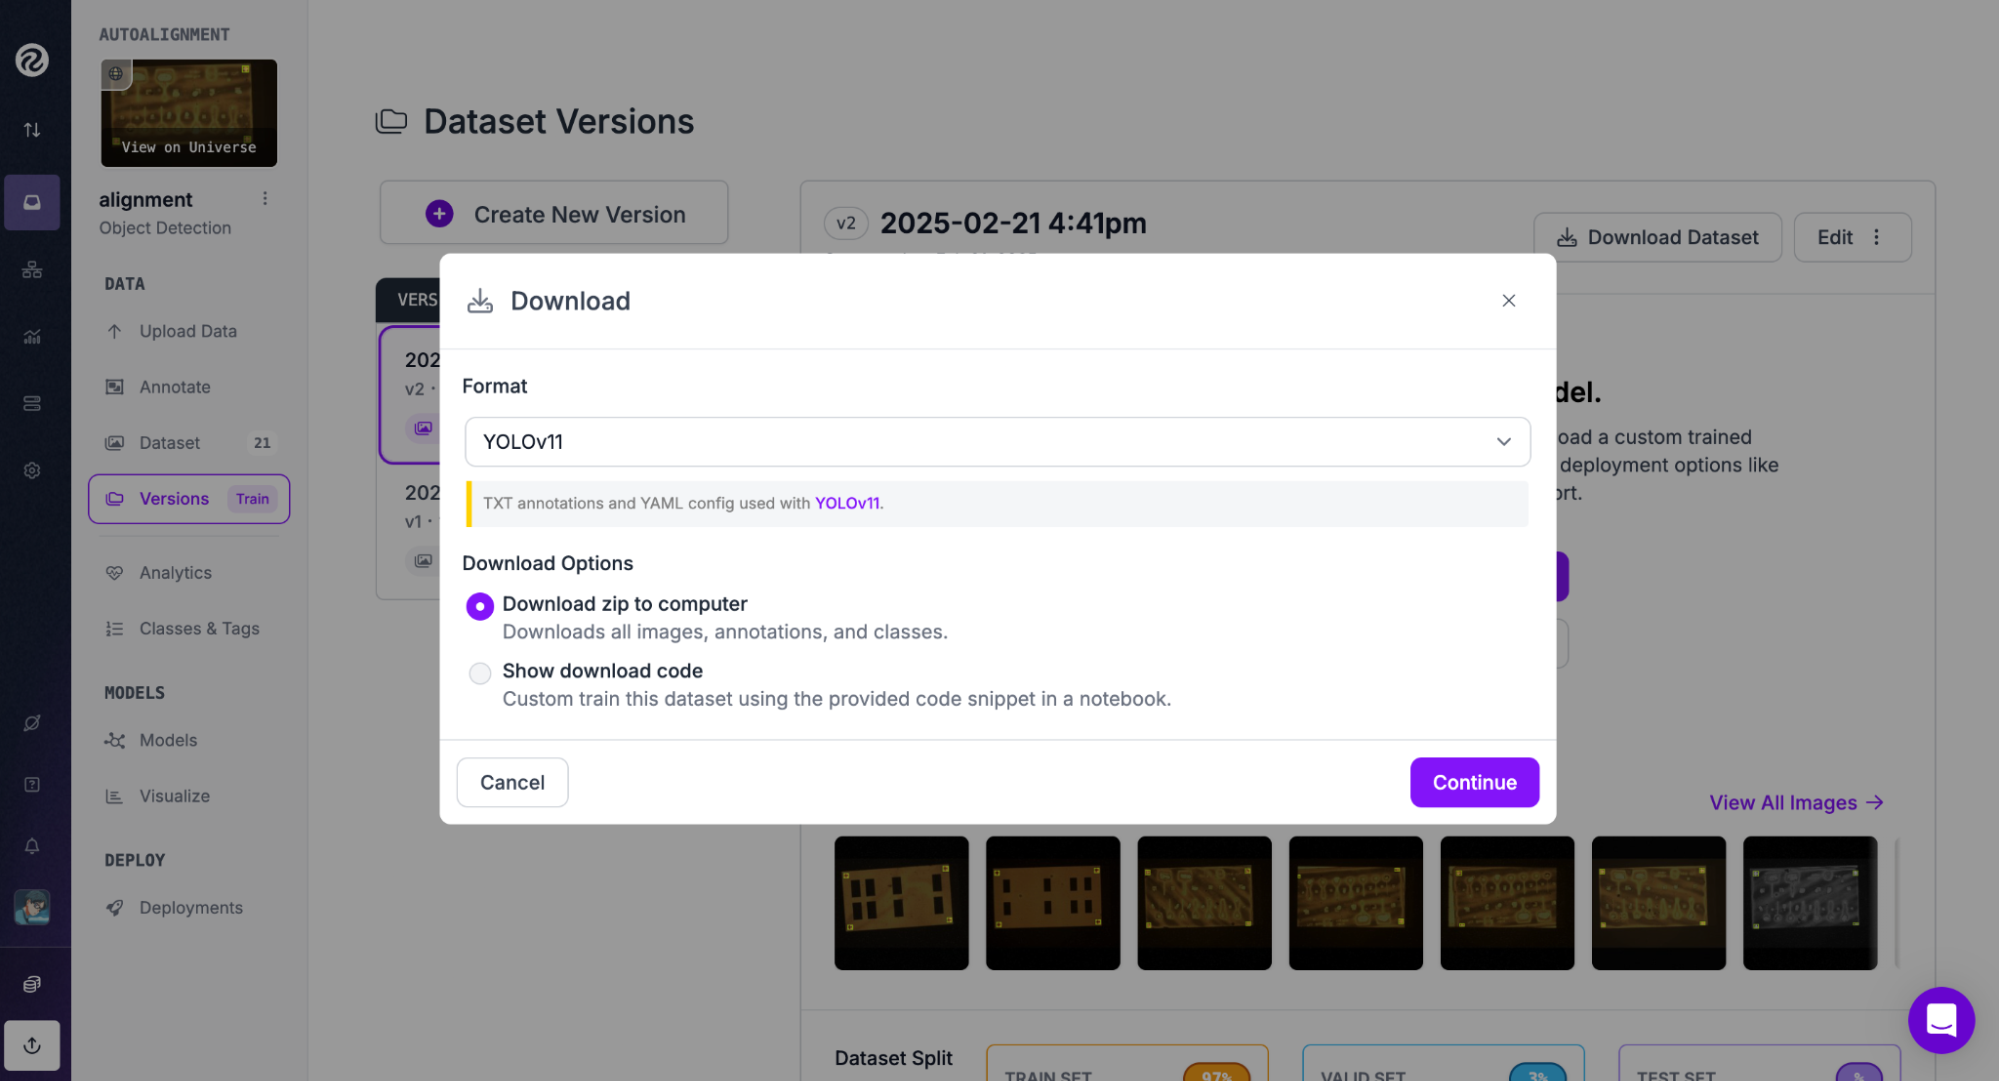 AUTOALIGNMENT
View on Universe
alignment
Object Detection
DATA
Upload Data
Annotate
Dataset 21
Versions Train
Analytics
Classes & Tags
MODELS
Models
Visualize
DEPLOY
Deployments
Dataset Versions
Create New Version
VERS
202
v2 ·
202
v1 ·
v2 2025-02-21 4:41pm
Download Dataset
Edit
del.
oad a custom trained
deployment options like
ort.
Download
Format
YOLOv11
TXT annotations and YAML config used with YOLOv11.
Download Options
Download zip to computer
Downloads all images, annotations, and classes.
Show download code
Custom train this dataset using the provided code snippet in a notebook.
Cancel
Continue
View All Images →
Dataset Split
TRAIN SET 97%
VALID SET 3%
TEST SET %